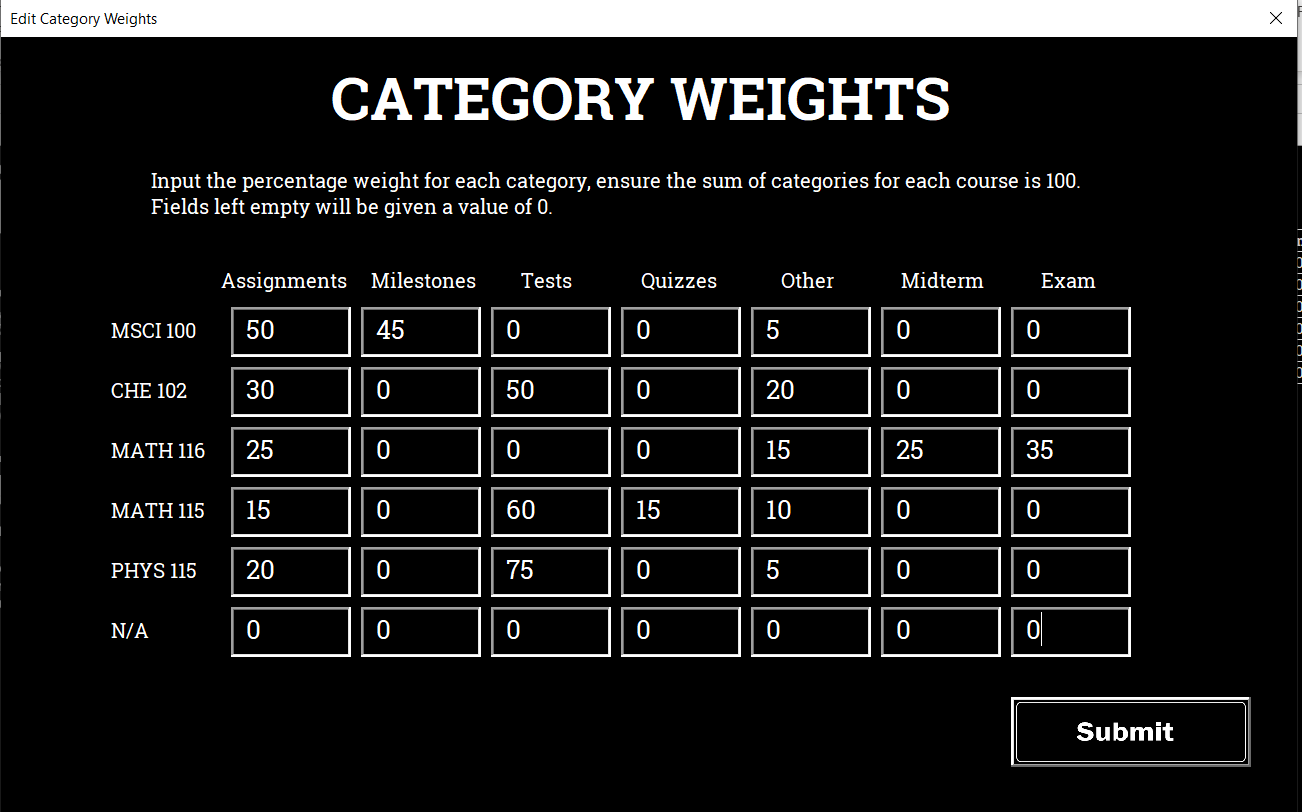 Edit Category Weights
CATEGORY WEIGHTS
Input the percentage weight for each category, ensure the sum of categories for each course is 100.
Fields left empty will be given a value of 0.
Assignments Milestones Tests Quizzes Other Midterm Exam
MSCI 100 50 45 0 0 5 0 0
CHE 102 30 0 50 0 20 0 0
MATH 116 25 0 0 0 15 25 35
MATH 115 15 0 60 15 10 0 0
PHYS 115 20 0 75 0 5 0 0
N/A 0 0 0 0 0 0 0
Submit